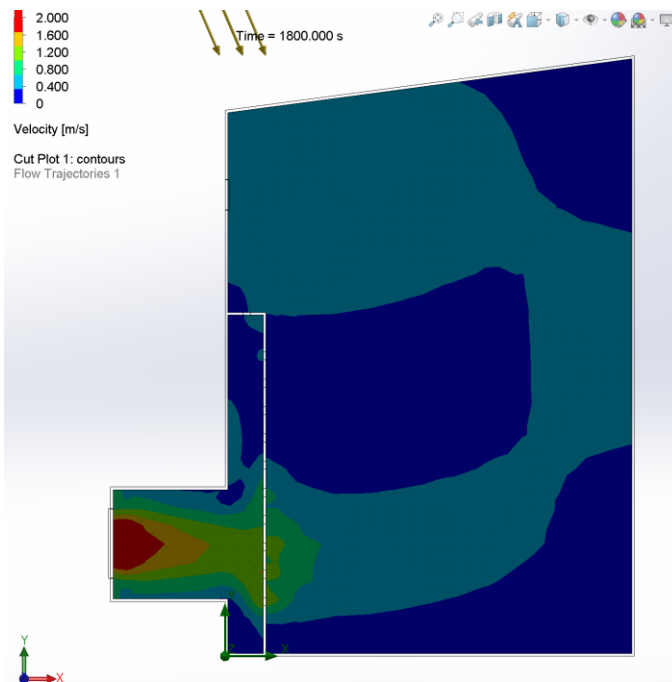 2.000
Time = 1800.000 s
1.600
1.200
0.800
0.400
0
Velocity [m/s]
Cut Plot 1: contours
Flow Trajectories 1
Y
X
Z
Y
X